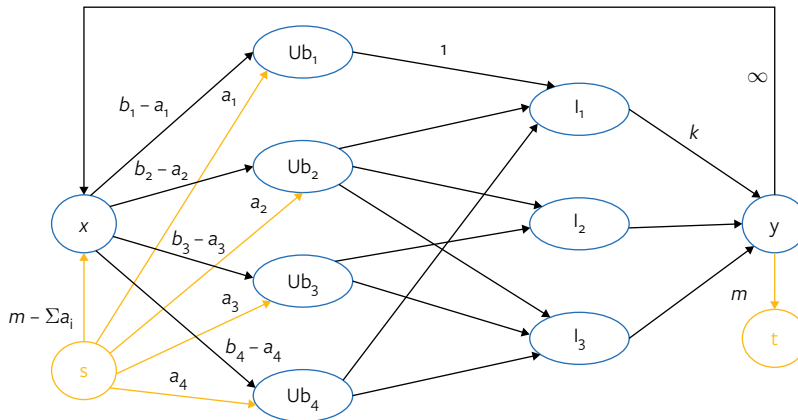 Ub₁
1
∞
a₁
b₁ – a₁
l₁
k
Ub₂
b₂ – a₂
a₂
x
l₂
y
b₃ – a₃
Ub₃
a₃
m
m – Σaᵢ
l₃
t
b₄ – a₄
s
a₄
Ub₄